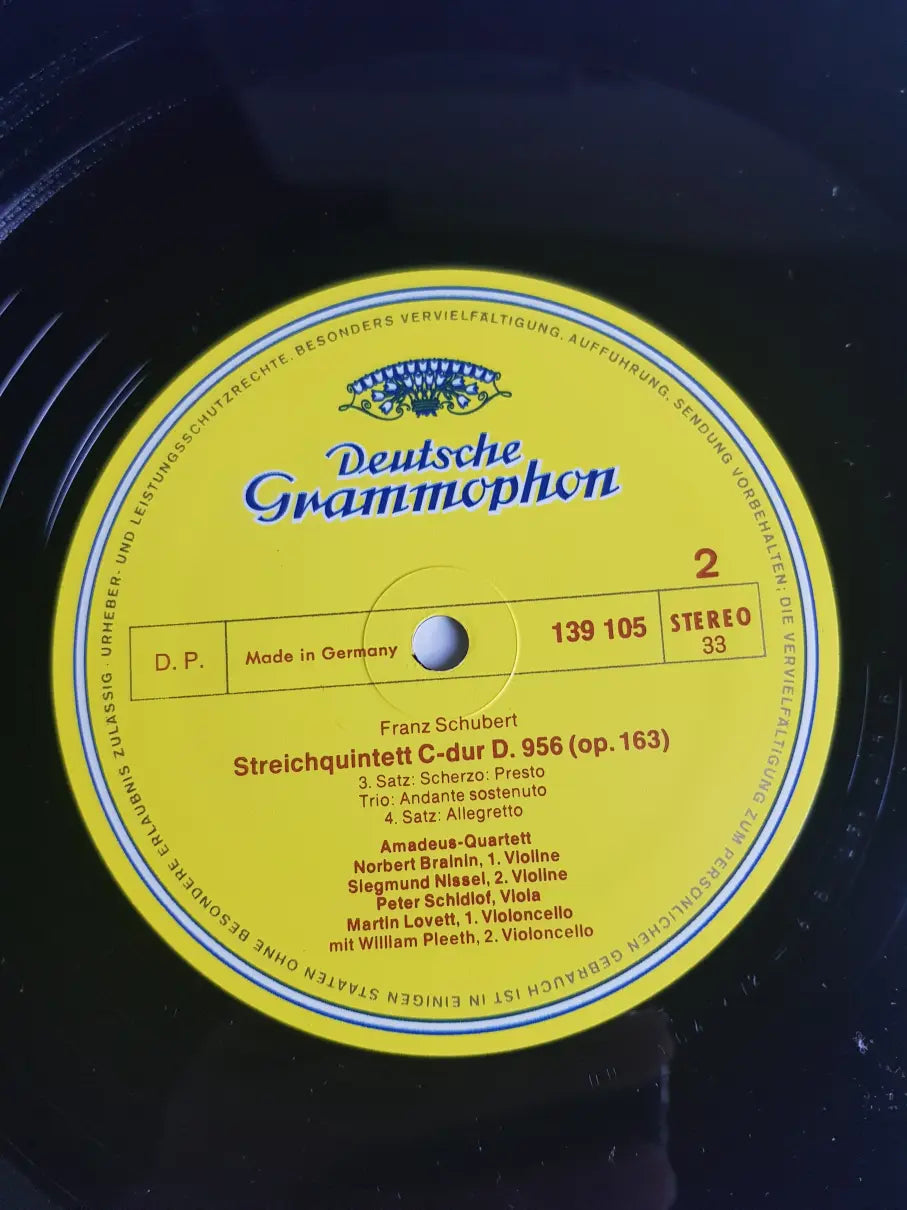 Deutsche
Grammophon
2
D. P.
Made in Germany
139 105
STEREO
33
Franz Schubert
Streichquintett C-dur D. 956 (op. 163)
3. Satz: Scherzo: Presto
Trio: Andante sostenuto
4. Satz: Allegretto
Amadeus-Quartett
Norbert Brainin, 1. Violine
Siegmund Nissel, 2. Violine
Peter Schidlof, Viola
Martin Lovett, 1. Violoncello
mit William Pleeth, 2. Violoncello
URHEBER- UND LEISTUNGSSCHUTZRECHTE. BESONDERS VERVIELFÄLTIGUNG, AUFFÜHRUNG, SENDUNG VORBEHALTEN; DIE VERVIELFÄLTIGUNG ZUM PERSÖNLICHEN GEBRAUCH IST IN EINIGEN STAATEN OHNE BESONDERE ERLAUBNIS ZULÄSSIG ·